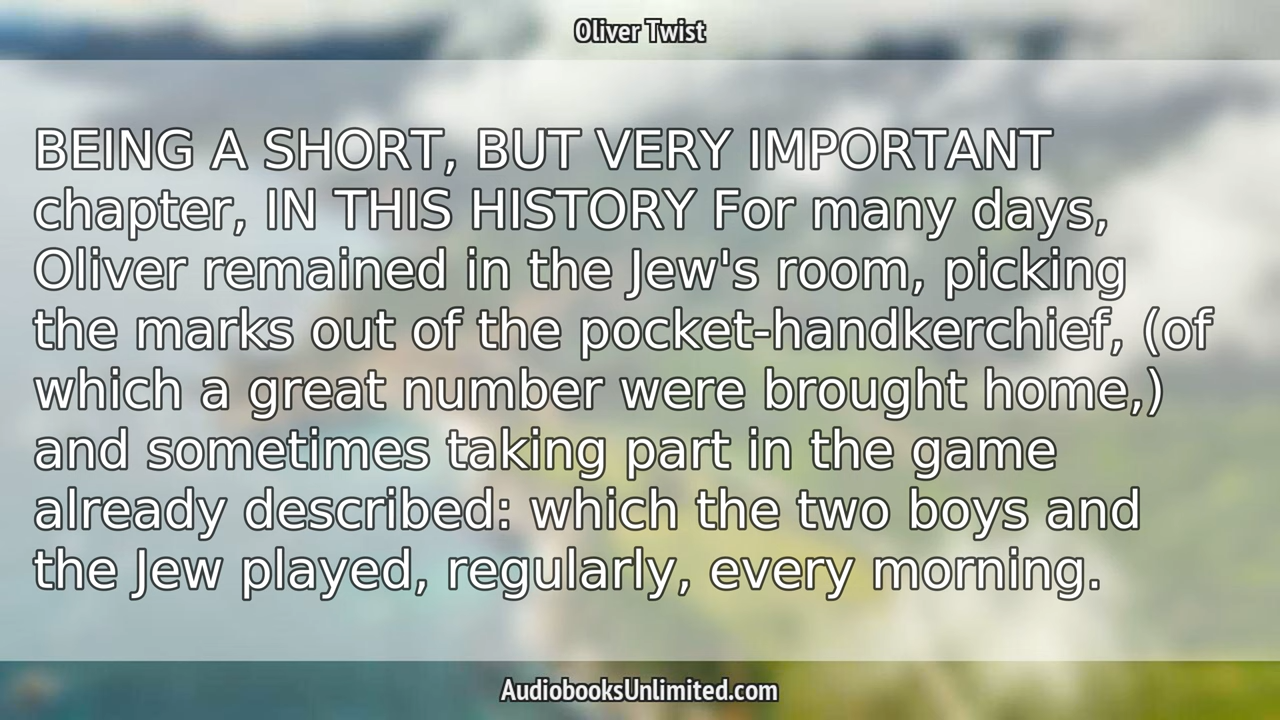 Oliver Twist
BEING A SHORT, BUT VERY IMPORTANT
chapter, IN THIS HISTORY For many days,
Oliver remained in the Jew's room, picking
the marks out of the pocket-handkerchief, (of
which a great number were brought home,)
and sometimes taking part in the game
already described: which the two boys and
the Jew played, regularly, every morning.
AudiobooksUnlimited.com